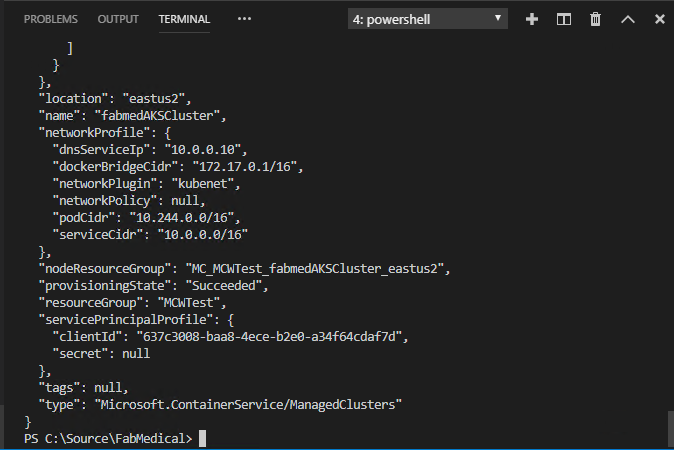 PROBLEMS OUTPUT TERMINAL ••• 4: powershell
]
}
},
"location": "eastus2",
"name": "fabmedAKSCluster",
"networkProfile": {
"dnsServiceIp": "10.0.0.10",
"dockerBridgeCidr": "172.17.0.1/16",
"networkPlugin": "kubenet",
"networkPolicy": null,
"podCidr": "10.244.0.0/16",
"serviceCidr": "10.0.0.0/16"
},
"nodeResourceGroup": "MC_MCWTest_fabmedAKSCluster_eastus2",
"provisioningState": "Succeeded",
"resourceGroup": "MCWTest",
"servicePrincipalProfile": {
"clientId": "637c3008-baa8-4ece-b2e0-a34f64cdaf7d",
"secret": null
},
"tags": null,
"type": "Microsoft.ContainerService/ManagedClusters"
}
PS C:\Source\FabMedical>